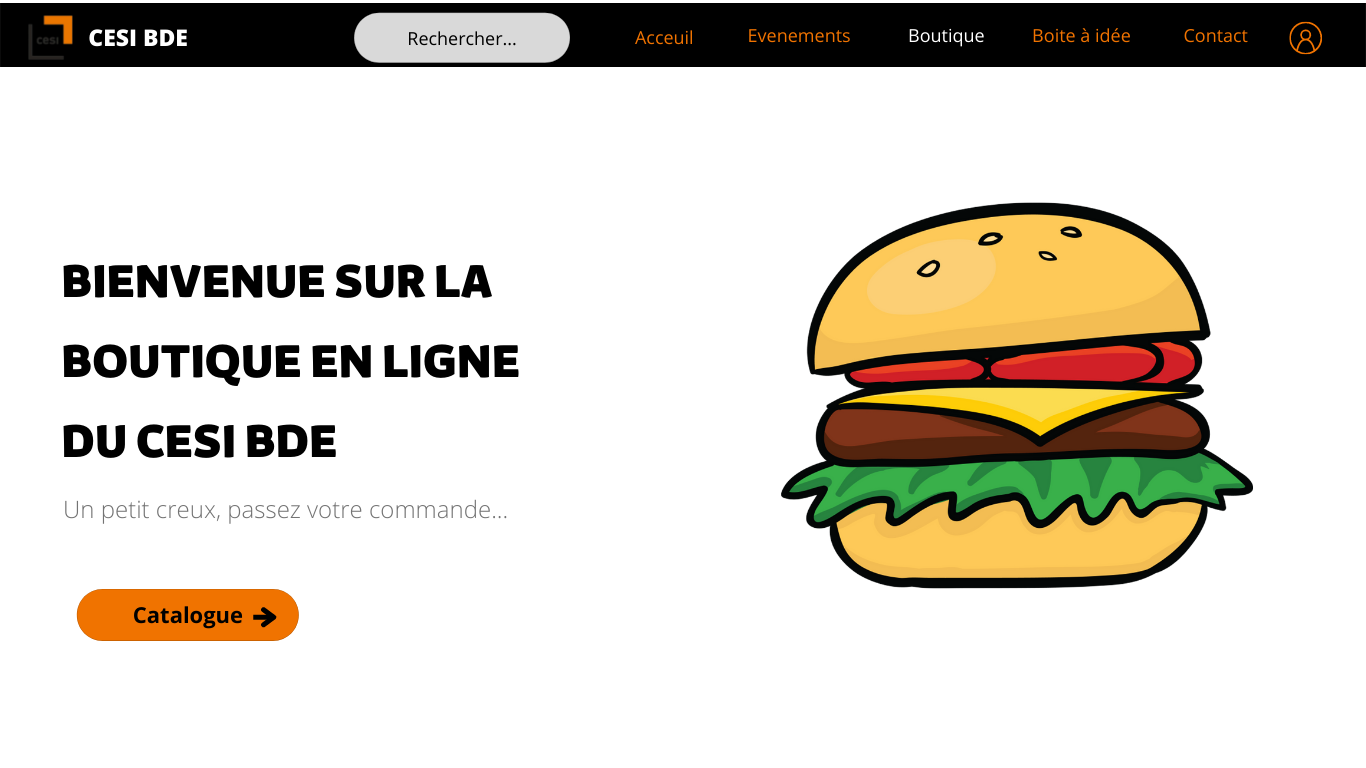 cesi
CESI BDE
Rechercher...
Acceuil
Evenements
Boutique
Boite à idée
Contact
BIENVENUE SUR LA
BOUTIQUE EN LIGNE
DU CESI BDE
Un petit creux, passez votre commande...
Catalogue